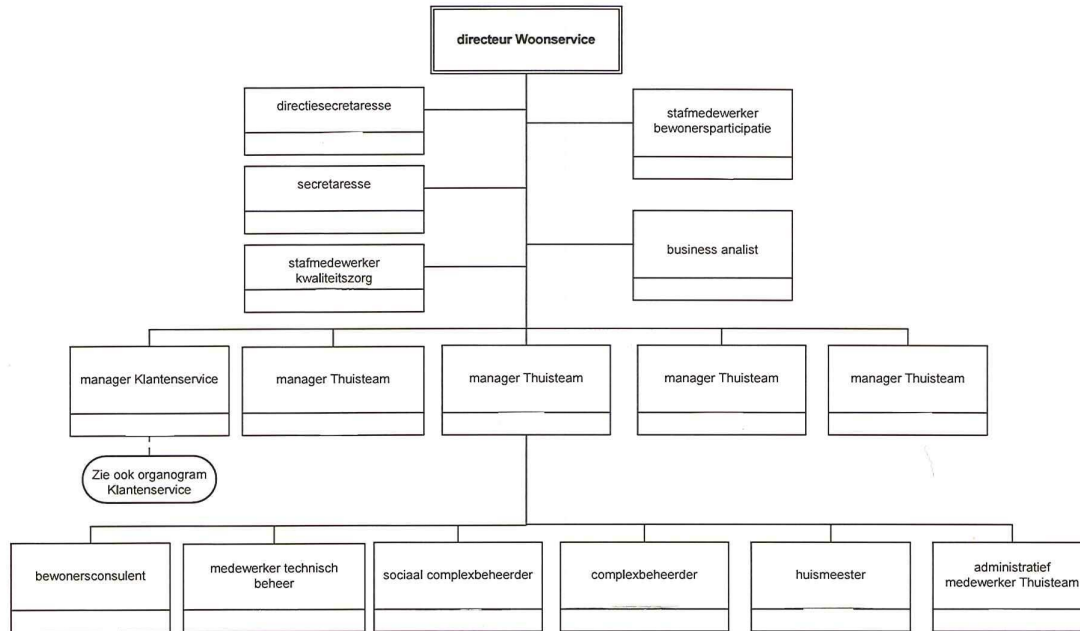 directeur Woonservice
directiesecretaresse
stafmedewerker
bewonersparticipatie
secretaresse
stafmedewerker
kwaliteitszorg
business analist
manager Klantenservice
manager Thuisteam
manager Thuisteam
manager Thuisteam
manager Thuisteam
Zie ook organogram
Klantenservice
bewonersconsulent
medewerker technisch
beheer
sociaal complexbeheerder
complexbeheerder
huismeester
administratief
medewerker Thuisteam